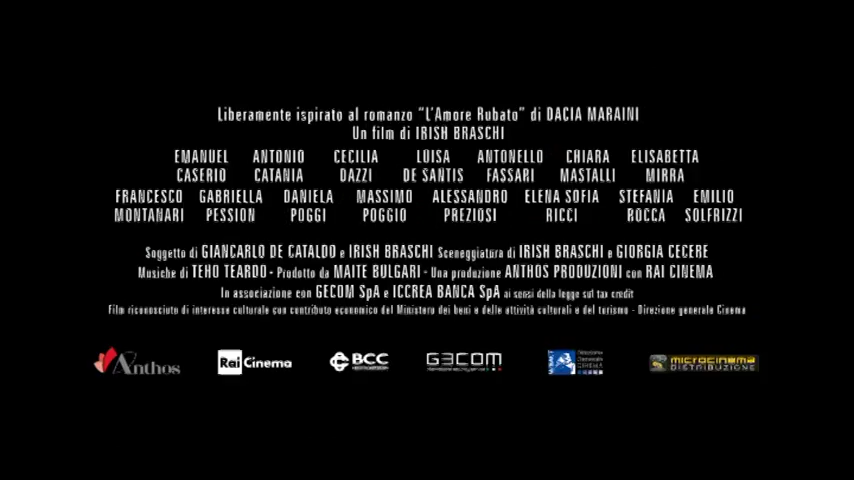 Liberamente ispirato al romanzo "L'Amore Rubato" di DACIA MARAINI
Un film di IRISH BRASCHI
EMANUEL ANTONIO CECILIA LUISA ANTONELLO CHIARA ELISABETTA
CASERIO CATANIA DAZZI DE SANTIS FASSARI MASTALLI MIRRA
FRANCESCO GABRIELLA DANIELA MASSIMO ALESSANDRO ELENA SOFIA STEFANIA EMILIO
MONTANARI PESSION POGGI POGGIO PREZIOSI RICCI ROCCA SOLFRIZZI
Soggetto di GIANCARLO DE CATALDO e IRISH BRASCHI Sceneggiatura di IRISH BRASCHI e GIORGIA CECERE
Musiche di TEHO TEARDO - Prodotto da MAITE BULGARI - Una produzione ANTHOS PRODUZIONI con RAI CINEMA
In associazione con GECOM SpA e ICCREA BANCA SpA ai sensi della legge sul tax credit
Film riconosciuto di interesse culturale con contributo economico del Ministero dei beni e delle attività culturali e del turismo - Direzione generale Cinema
Anthos Rai Cinema BCC GECOM CINEMA MICROCINEMA
DISTRIBUZIONE